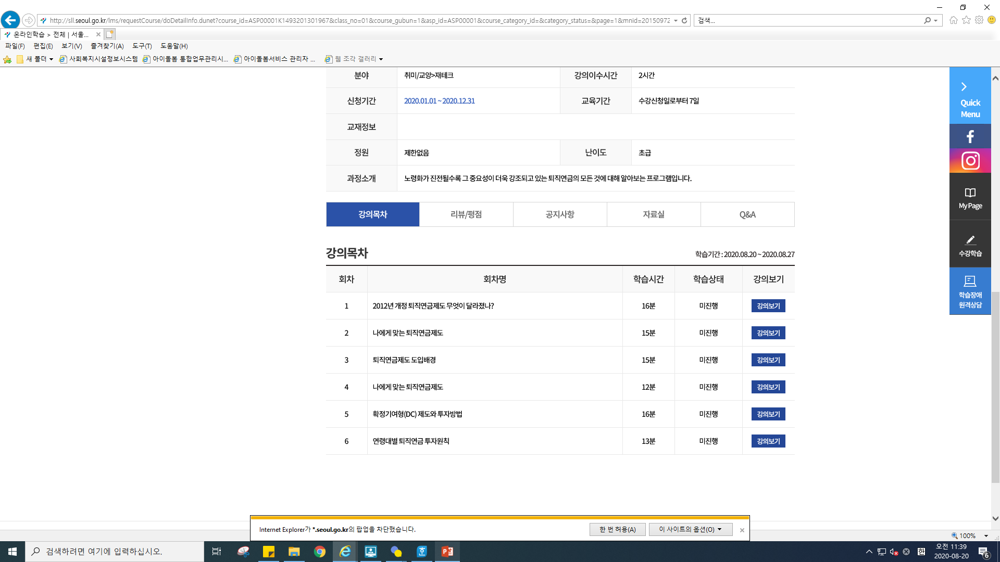 http://sll.seoul.go.kr/lms/requestCourse/doDetailInfo.dunet?course_id=ASP00001K1493201301967&class_no=01&course_gubun=1&asp_id=ASP00001&course_category_id=&category_status=&page=1&mnid=20150972
검색...
온라인학습 > 전체 | 서울...
파일(F) 편집(E) 보기(V) 즐겨찾기(A) 도구(T) 도움말(H)
새 폴더 사회복지시설정보시스템 아이돌봄 통합업무관리시... 아이돌봄서비스 관리자 ... 웹 조각 갤러리
분야 취미/교양>재테크 강의이수시간 2시간
신청기간 2020.01.01 ~ 2020.12.31 교육기간 수강신청일로부터 7일
교재정보
정원 제한없음 난이도 초급
과정소개 노령화가 진전될수록 그 중요성이 더욱 강조되고 있는 퇴직연금의 모든 것에 대해 알아보는 프로그램입니다.
강의목차 리뷰/평점 공지사항 자료실 Q&A
강의목차 학습기간 : 2020.08.20 ~ 2020.08.27
회차 회차명 학습시간 학습상태 강의보기
1 2012년 개정 퇴직연금제도 무엇이 달라졌나? 16분 미진행 강의보기
2 나에게 맞는 퇴직연금제도 15분 미진행 강의보기
3 퇴직연금제도 도입배경 15분 미진행 강의보기
4 나에게 맞는 퇴직연금제도 12분 미진행 강의보기
5 확정기여형(DC) 제도와 투자방법 16분 미진행 강의보기
6 연령대별 퇴직연금 투자원칙 13분 미진행 강의보기
Quick
Menu
My Page
수강학습
학습장애
원격상담
Internet Explorer가 *.seoul.go.kr의 팝업을 차단했습니다. 한 번 허용(A) 이 사이트의 옵션(O)
100%
검색하려면 여기에 입력하십시오.
한
오전 11:39
2020-08-20
6